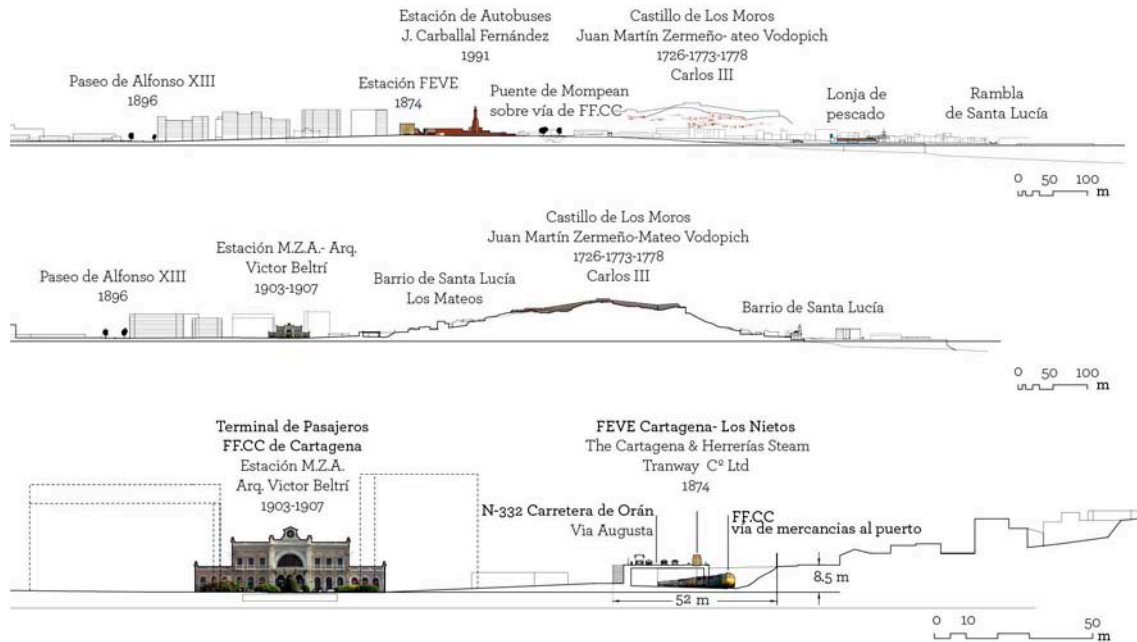 Estación de Autobuses
J. Carballal Fernández
1991
Castillo de Los Moros
Juan Martín Zermeño- ateo Vodopich
1726-1773-1778
Carlos III
Paseo de Alfonso XIII
1896
Estación FEVE
1874
Puente de Mompean
sobre vía de FF.CC
Lonja de
pescado
Rambla
de Santa Lucía
0 50 100
m
Castillo de Los Moros
Juan Martín Zermeño-Mateo Vodopich
1726-1773-1778
Carlos III
Estación M.Z.A.- Arq.
Victor Beltrí
1903-1907
Paseo de Alfonso XIII
1896
Barrio de Santa Lucía
Los Mateos
Barrio de Santa Lucía
0 50 100
m
Terminal de Pasajeros
FF.CC de Cartagena
Estación M.Z.A.
Arq. Victor Beltrí
1903-1907
FEVE Cartagena- Los Nietos
The Cartagena & Herrerías Steam
Tranway Cº Ltd
1874
N-332 Carretera de Orán
Via Augusta
FF.CC
vía de mercancias al puerto
8.5 m
52 m
0 10 50
m